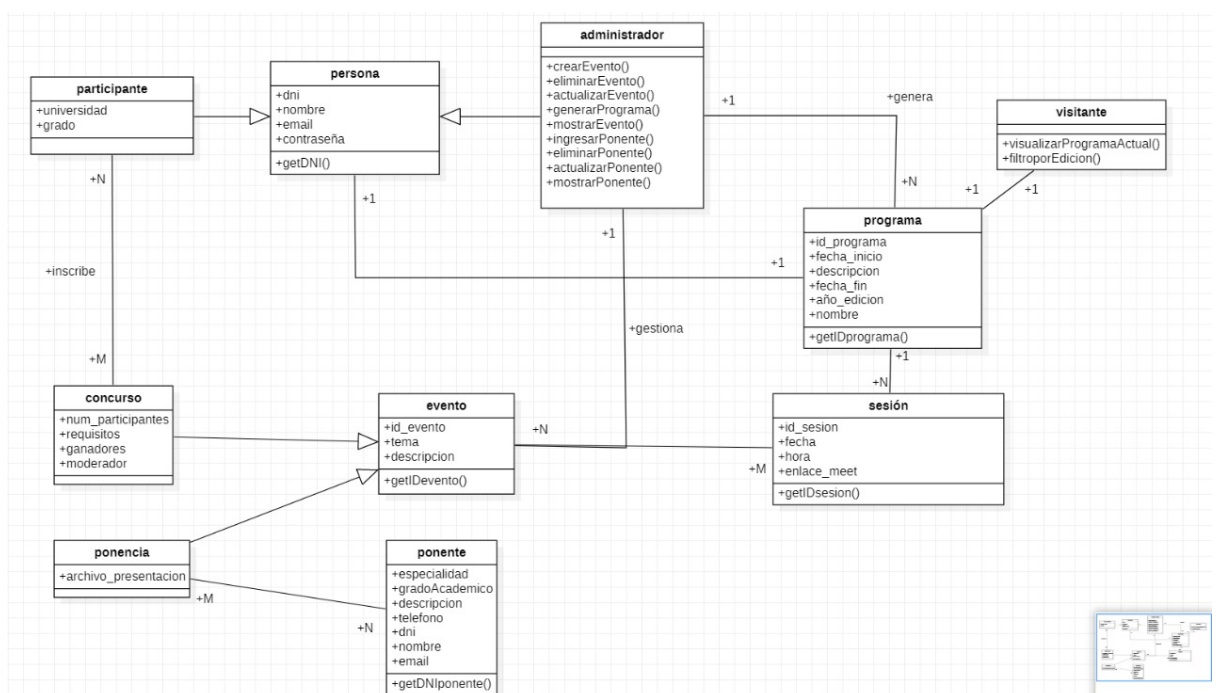 administrador
+crearEvento()
+eliminarEvento()
+actualizarEvento()
+generarPrograma()
+mostrarEvento()
+ingresarPonente()
+eliminarPonente()
+actualizarPonente()
+mostrarPonente()
persona
+dni
+nombre
+email
+contraseña
+getDNI()
participante
+universidad
+grado
+1
+genera
+N
visitante
+visualizarProgramaActual()
+filtroporEdicion()
+1
+1
+N
+1
+1
+1
programa
+id_programa
+fecha_inicio
+descripcion
+fecha_fin
+año_edicion
+nombre
+getIDprograma()
+inscribe
+gestiona
+M
+1
+N
concurso
+num_participantes
+requisitos
+ganadores
+moderador
evento
+id_evento
+tema
+descripcion
+getIDevento()
+N
+M
sesión
+id_sesion
+fecha
+hora
+enlace_meet
+getIDsesion()
ponencia
+archivo_presentacion
+M
+N
ponente
+especialidad
+gradoAcademico
+descripcion
+telefono
+dni
+nombre
+email
+getDNIponente()